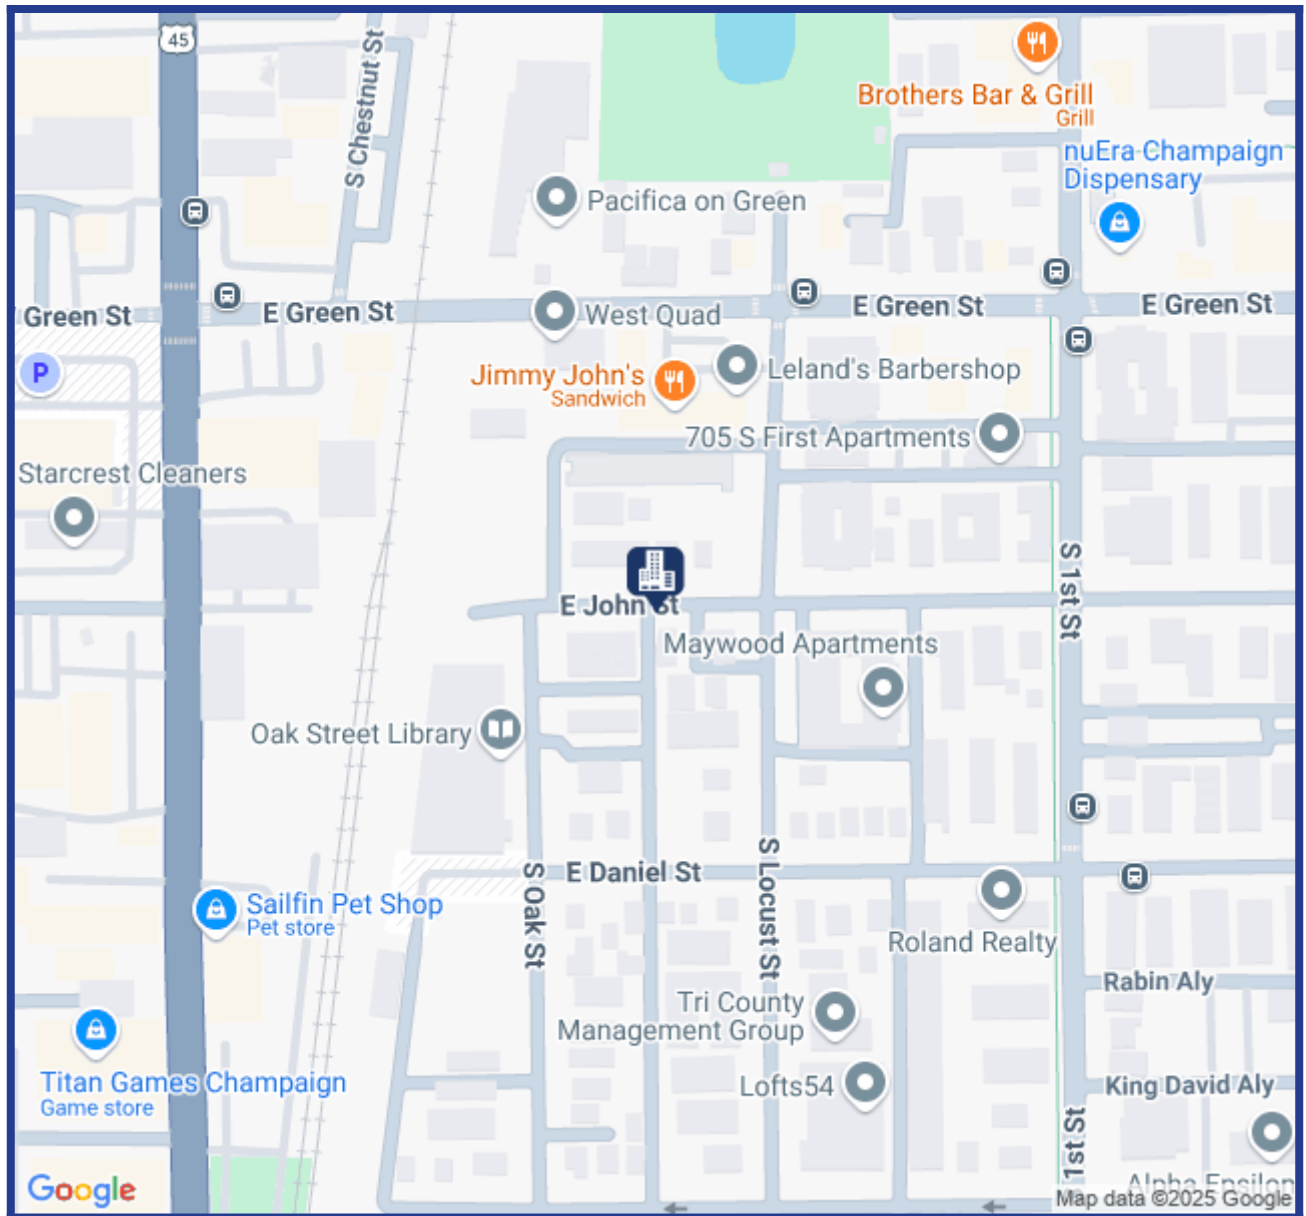 45
S Chestnut St
Brothers Bar & Grill
Grill
nuEra Champaign
Dispensary
Pacifica on Green
Green St
E Green St
E Green St
E Green St
West Quad
P
Jimmy John's
Sandwich
Leland's Barbershop
705 S First Apartments
Starcrest Cleaners
S 1st St
E John St
Maywood Apartments
Oak Street Library
E Daniel St
S Oak St
S Locust St
Sailfin Pet Shop
Pet store
Roland Realty
Rabin Aly
Tri County
Management Group
Titan Games Champaign
Game store
Lofts54
King David Aly
1st St
Alpha Epsilon
Google
Map data ©2025 Google